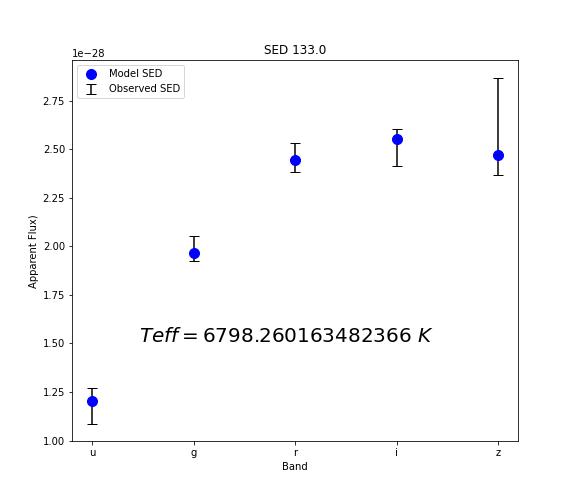 SED 133.0
1e−28
Model SED
Observed SED
2.75
2.50
2.25
2.00
1.75
1.50
1.25
1.00
Apparent Flux)
Teff = 6798.260163482366 K
u g r i z
Band